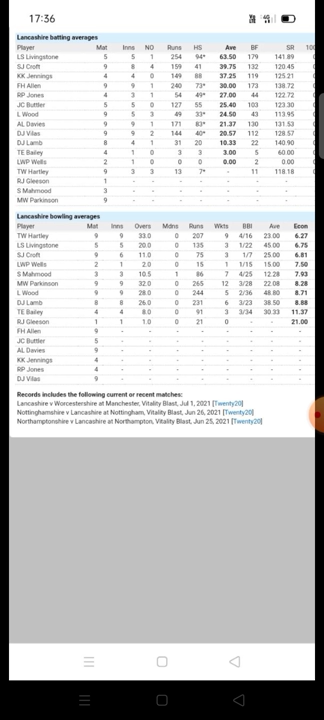 17:36
Lancashire batting averages
Player Mat Inns NO Runs HS Ave BF SR 100
LS Livingstone 5 5 1 254 94* 63.50 179 141.89
SJ Croft 9 8 4 159 41 39.75 132 120.45
KK Jennings 4 4 0 149 88 37.25 119 125.21
FH Allen 9 9 1 240 73* 30.00 173 138.72
RP Jones 4 3 1 54 49* 27.00 44 122.72
JC Buttler 5 5 0 127 55 25.40 103 123.30
L Wood 9 5 3 49 33* 24.50 43 113.95
AL Davies 9 9 1 171 83* 21.37 130 131.53
DJ Vilas 9 9 2 144 40* 20.57 112 128.57
DJ Lamb 8 4 1 31 20 10.33 22 140.90
TE Bailey 4 1 0 3 3 3.00 5 60.00
LWP Wells 2 1 0 0 0 0.00 2 0.00
TW Hartley 9 3 3 13 7* - 11 118.18
RJ Gleeson 1 - - - - - - -
S Mahmood 3 - - - - - - -
MW Parkinson 9 - - - - - - -
Lancashire bowling averages
Player Mat Inns Overs Mdns Runs Wkts BBI Ave Econ
TW Hartley 9 9 33.0 0 207 9 4/16 23.00 6.27
LS Livingstone 5 5 20.0 0 135 3 1/22 45.00 6.75
SJ Croft 9 6 11.0 0 75 3 1/7 25.00 6.81
LWP Wells 2 1 2.0 0 15 1 1/15 15.00 7.50
S Mahmood 3 3 10.5 1 86 7 4/25 12.28 7.93
MW Parkinson 9 9 32.0 0 265 12 3/28 22.08 8.28
L Wood 9 9 28.0 0 244 5 2/36 48.80 8.71
DJ Lamb 8 8 26.0 0 231 6 3/23 38.50 8.88
TE Bailey 4 4 8.0 0 91 3 3/34 30.33 11.37
RJ Gleeson 1 1 1.0 0 21 0 - - 21.00
FH Allen 9 - - - - - - - -
JC Buttler 5 - - - - - - - -
AL Davies 9 - - - - - - - -
KK Jennings 4 - - - - - - - -
RP Jones 4 - - - - - - - -
DJ Vilas 9 - - - - - - - -
Records includes the following current or recent matches:
Lancashire v Worcestershire at Manchester, Vitality Blast, Jul 1, 2021 [Twenty20]
Nottinghamshire v Lancashire at Nottingham, Vitality Blast, Jun 26, 2021 [Twenty20]
Northamptonshire v Lancashire at Northampton, Vitality Blast, Jun 25, 2021 [Twenty20]